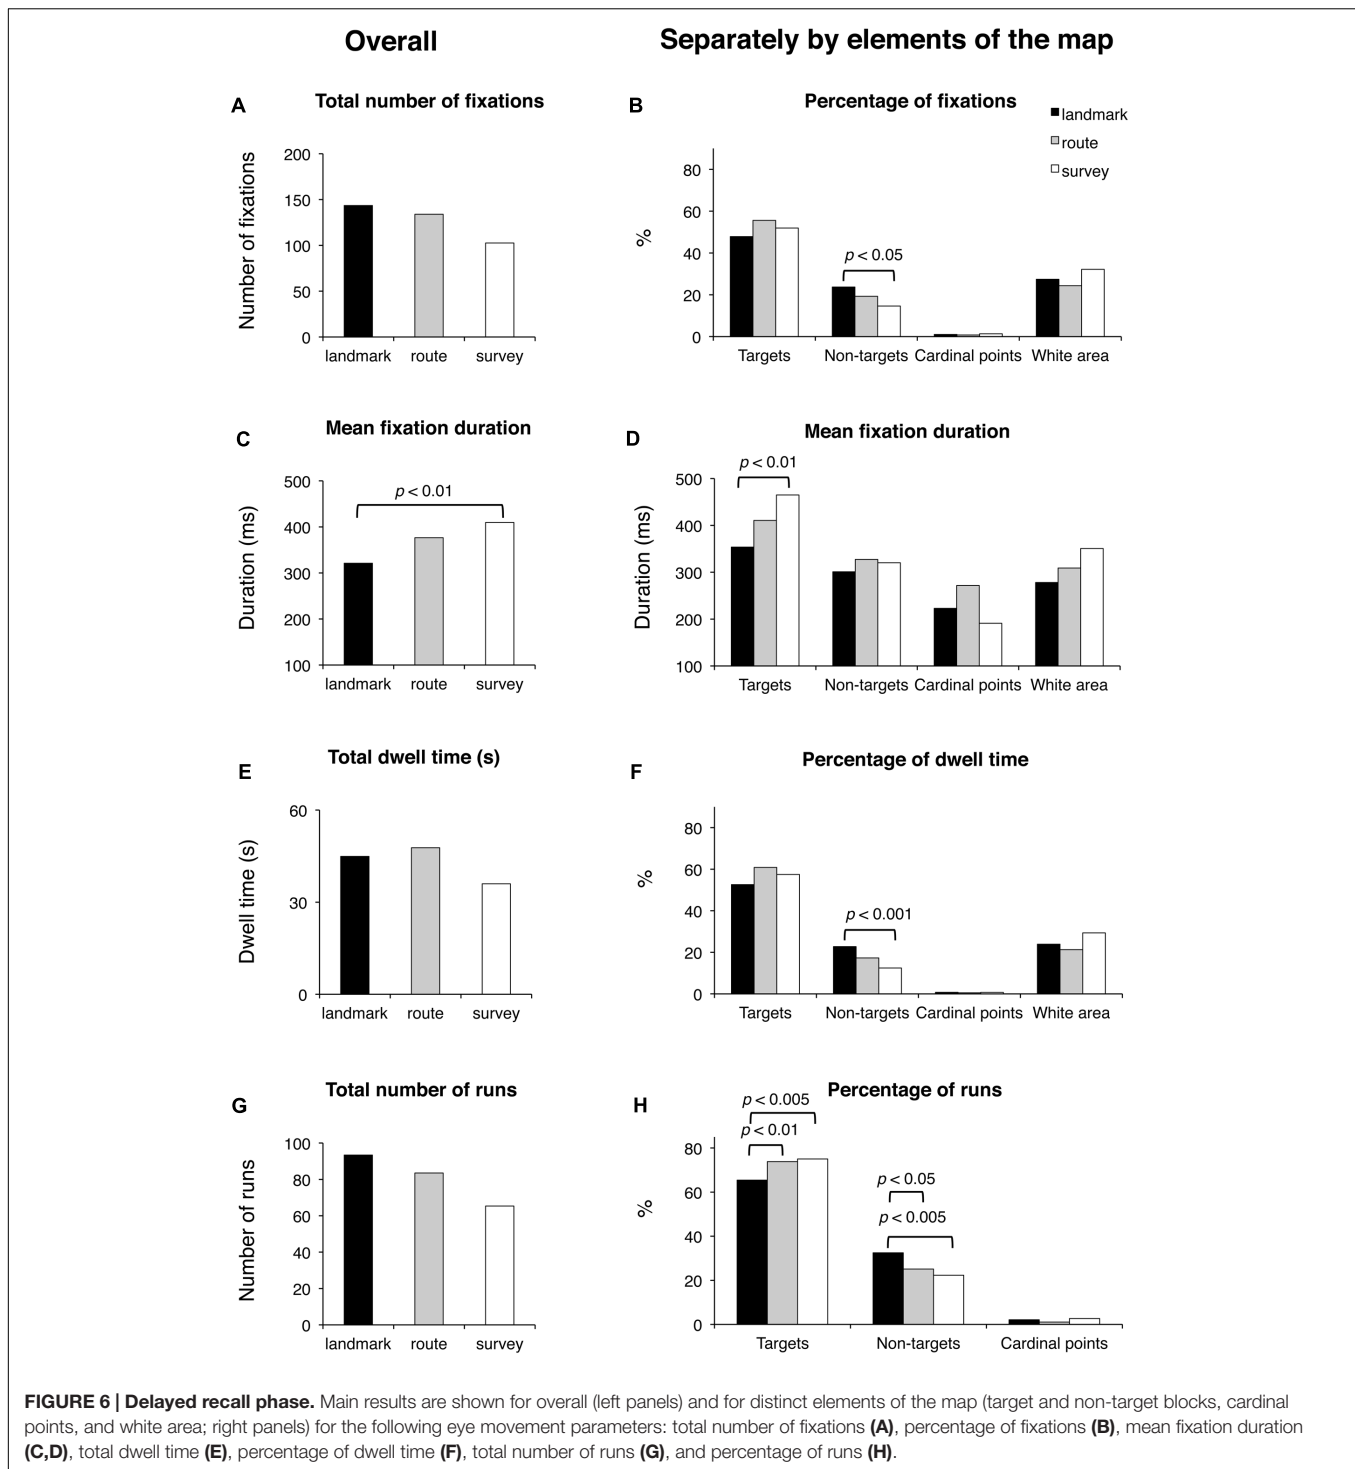 Overall
Separately by elements of the map
A
Total number of fixations
Number of fixations
200
150
100
50
0
landmark route survey
B
Percentage of fixations
landmark
route
survey
%
80
60
40
20
0
p < 0.05
Targets Non-targets Cardinal points White area
C
Mean fixation duration
Duration (ms)
500
400
300
200
100
p < 0.01
landmark route survey
D
Mean fixation duration
Duration (ms)
500
400
300
200
100
p < 0.01
Targets Non-targets Cardinal points White area
E
Total dwell time (s)
Dwell time (s)
60
30
0
landmark route survey
F
Percentage of dwell time
%
80
60
40
20
0
p < 0.001
Targets Non-targets Cardinal points White area
G
Total number of runs
Number of runs
100
80
60
40
20
0
landmark route survey
H
Percentage of runs
%
80
60
40
20
0
p < 0.005
p < 0.01
p < 0.05
p < 0.005
Targets Non-targets Cardinal points
FIGURE 6 | Delayed recall phase. Main results are shown for overall (left panels) and for distinct elements of the map (target and non-target blocks, cardinal
points, and white area; right panels) for the following eye movement parameters: total number of fixations (A), percentage of fixations (B), mean fixation duration
(C,D), total dwell time (E), percentage of dwell time (F), total number of runs (G), and percentage of runs (H).